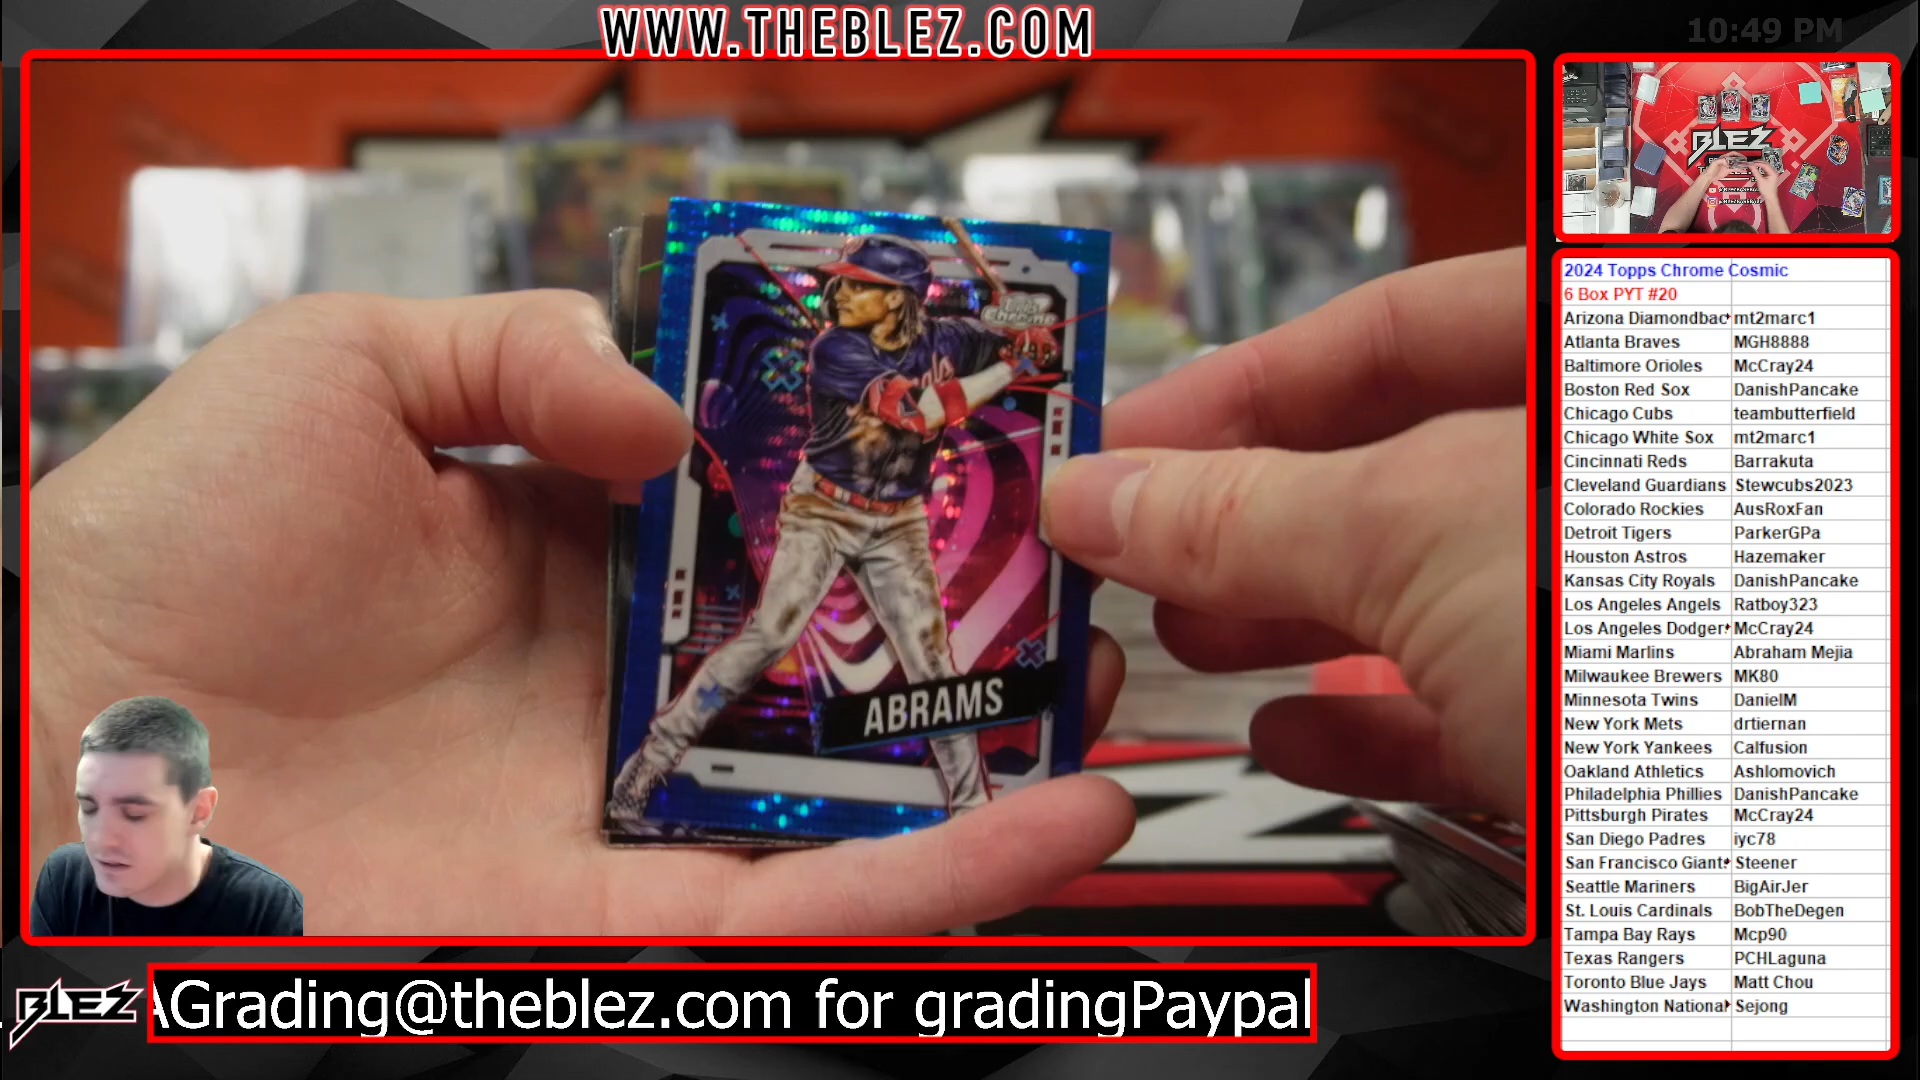 WWW.THEBLEZ.COM
10:49 PM
BLEZ
Topps
Chrome
ABRAMS
2024 Topps Chrome Cosmic
6 Box PYT #20
Arizona Diamondbac mt2marc1
Atlanta Braves MGH8888
Baltimore Orioles McCray24
Boston Red Sox DanishPancake
Chicago Cubs teambutterfield
Chicago White Sox mt2marc1
Cincinnati Reds Barrakuta
Cleveland Guardians Stewcubs2023
Colorado Rockies AusRoxFan
Detroit Tigers ParkerGPa
Houston Astros Hazemaker
Kansas City Royals DanishPancake
Los Angeles Angels Ratboy323
Los Angeles Dodger McCray24
Miami Marlins Abraham Mejia
Milwaukee Brewers MK80
Minnesota Twins DanielM
New York Mets drtiernan
New York Yankees Calfusion
Oakland Athletics Ashlomovich
Philadelphia Phillies DanishPancake
Pittsburgh Pirates McCray24
San Diego Padres iyc78
San Francisco Giant Steener
Seattle Mariners BigAirJer
St. Louis Cardinals BobTheDegen
Tampa Bay Rays Mcp90
Texas Rangers PCHLaguna
Toronto Blue Jays Matt Chou
Washington National Sejong
BLEZ
AGrading@theblez.com for gradingPaypal